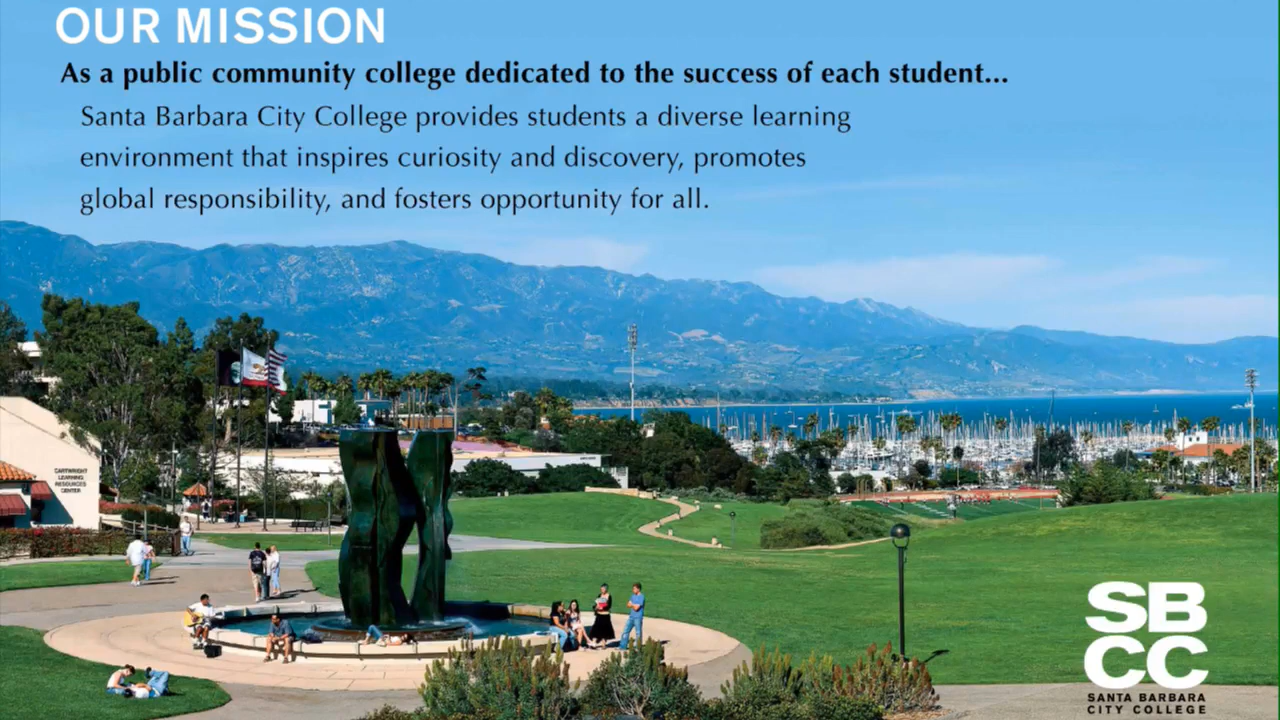 OUR MISSION
As a public community college dedicated to the success of each student...
Santa Barbara City College provides students a diverse learning
environment that inspires curiosity and discovery, promotes
global responsibility, and fosters opportunity for all.
CARTWRIGHT
LEARNING
RESOURCES
CENTER
SB
CC
SANTA BARBARA
CITY COLLEGE